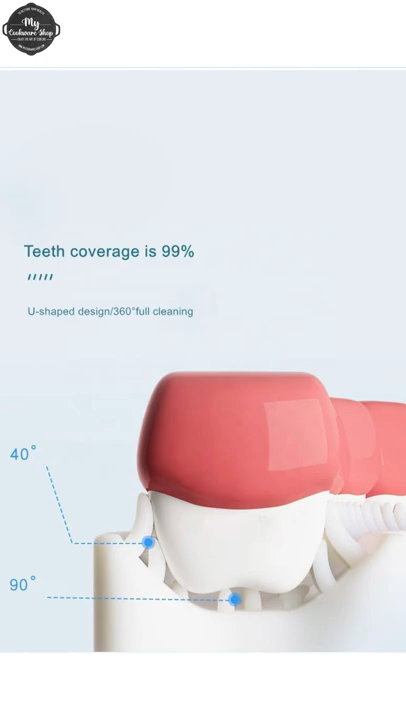 My
Cookware Shop
Teeth coverage is 99%
U-shaped design/360°full cleaning
40°
90°